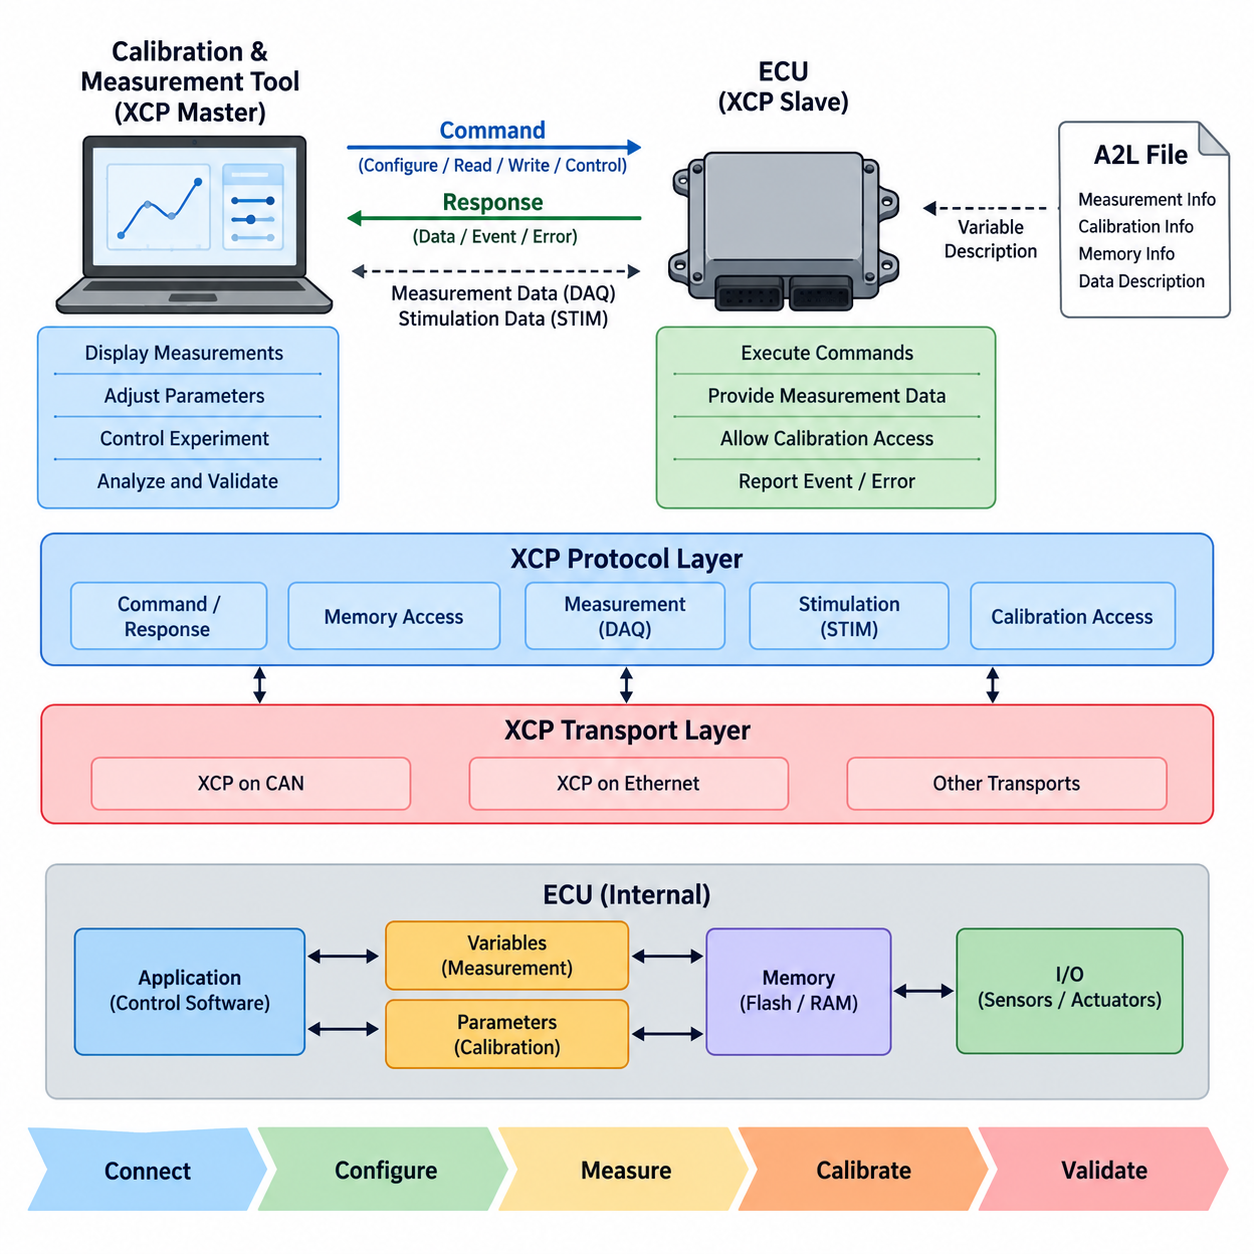 Calibration &
Measurement Tool
(XCP Master)
ECU
(XCP Slave)
Command
(Configure / Read / Write / Control)
Response
(Data / Event / Error)
Measurement Data (DAQ)
Stimulation Data (STIM)
Variable
Description
A2L File
Measurement Info
Calibration Info
Memory Info
Data Description
Display Measurements
Adjust Parameters
Control Experiment
Analyze and Validate
Execute Commands
Provide Measurement Data
Allow Calibration Access
Report Event / Error
XCP Protocol Layer
Command /
Response
Memory Access
Measurement
(DAQ)
Stimulation
(STIM)
Calibration Access
XCP Transport Layer
XCP on CAN
XCP on Ethernet
Other Transports
ECU (Internal)
Application
(Control Software)
Variables
(Measurement)
Parameters
(Calibration)
Memory
(Flash / RAM)
I/O
(Sensors / Actuators)
Connect
Configure
Measure
Calibrate
Validate